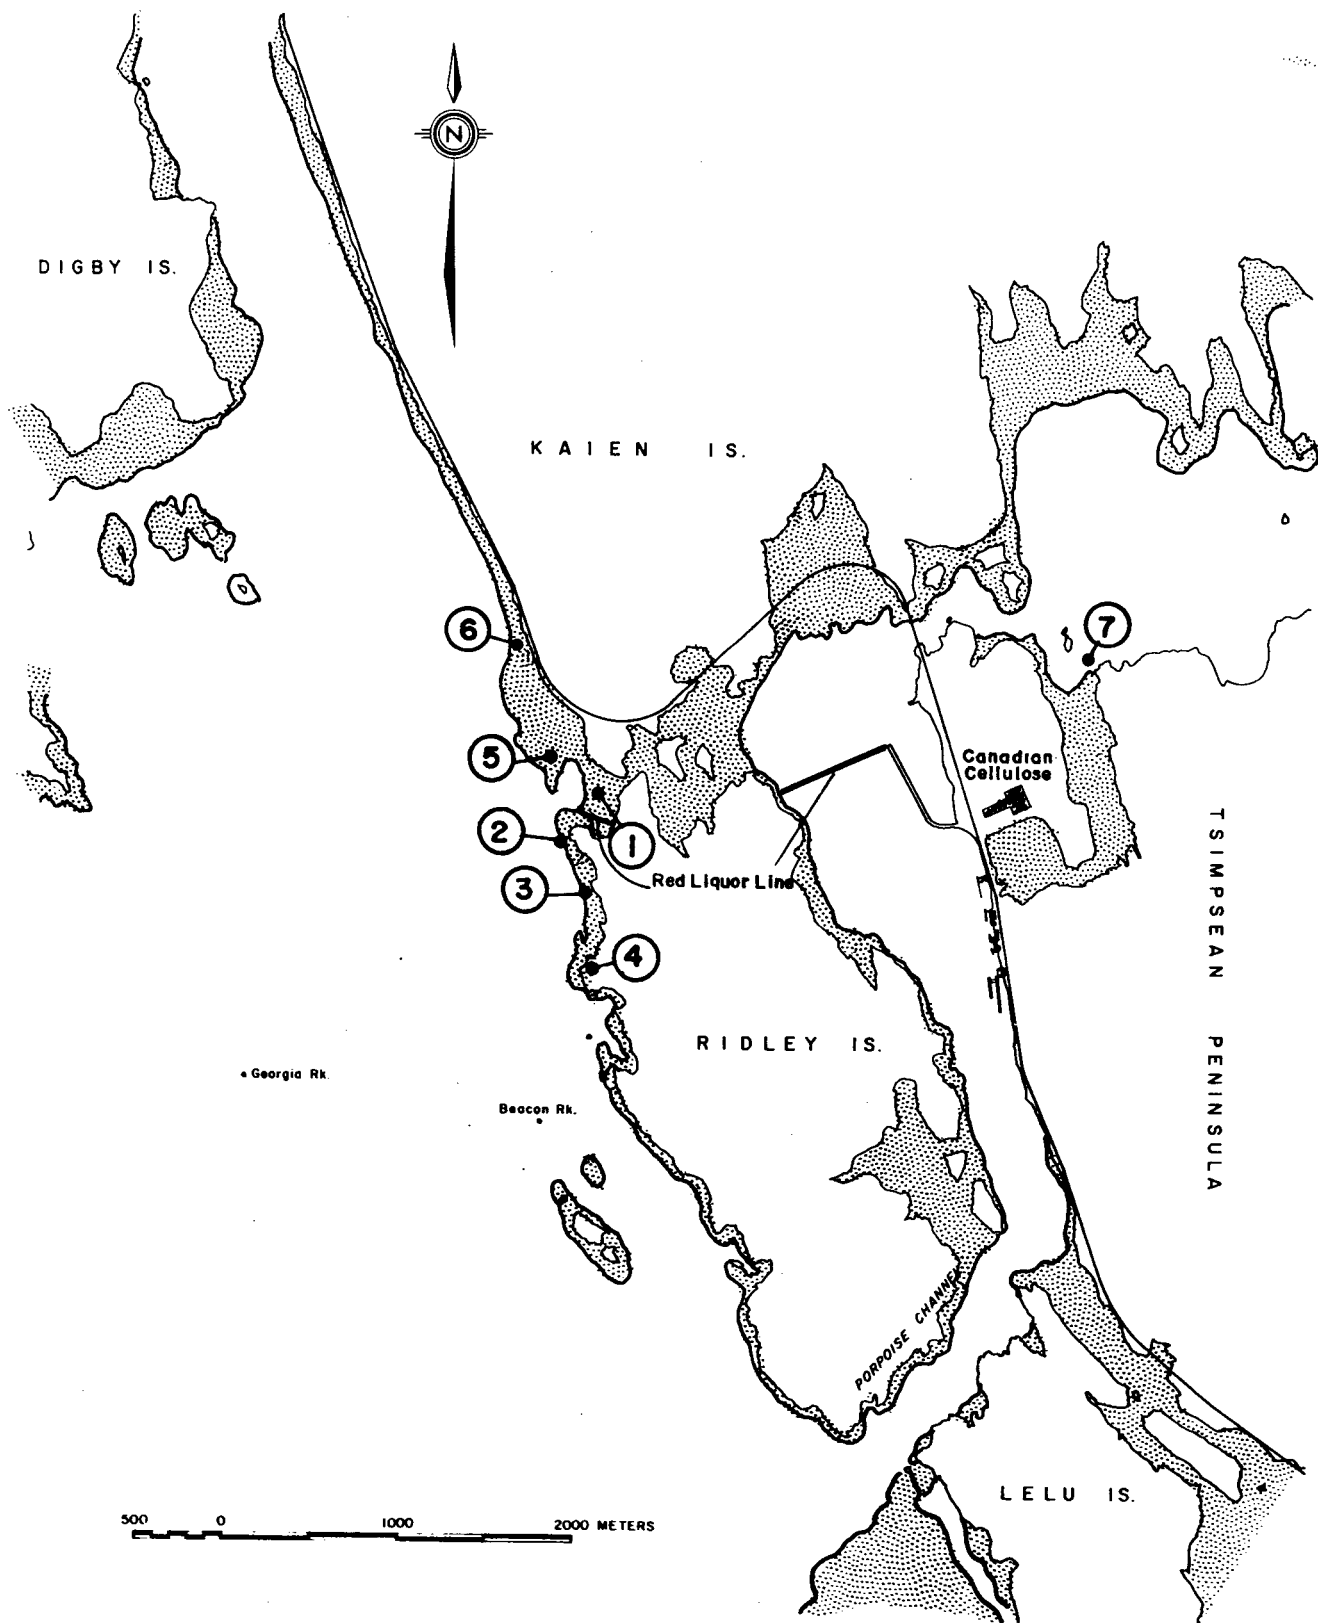 N
DIGBY IS.
KAIEN IS.
6
7
5
Canadian
Cellulose
2
1
3
Red Liquor Line
4
TSIMPSEAN PENINSULA
RIDLEY IS.
Georgia Rk.
Beacon Rk.
PORPOISE CHANNEL
LELU IS.
500 0 1000 2000 METERS